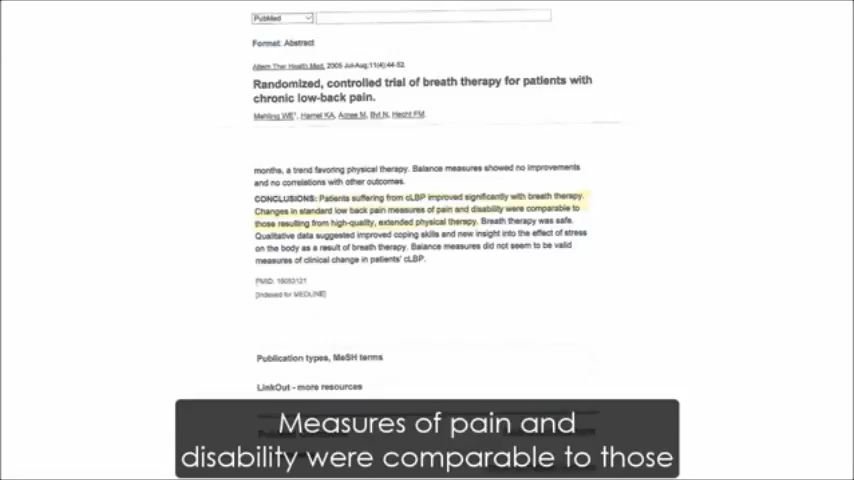 PubMed
Format: Abstract
Altern Ther Health Med. 2005 Jul-Aug;11(4):44-52.
Randomized, controlled trial of breath therapy for patients with
chronic low-back pain.
Mehling WE¹, Hamel KA, Acree M, Byl N, Hecht FM.
months, a trend favoring physical therapy. Balance measures showed no improvements
and no correlations with other outcomes.
CONCLUSIONS: Patients suffering from cLBP improved significantly with breath therapy.
Changes in standard low back pain measures of pain and disability were comparable to
those resulting from high-quality, extended physical therapy. Breath therapy was safe.
Qualitative data suggested improved coping skills and new insight into the effect of stress
on the body as a result of breath therapy. Balance measures did not seem to be valid
measures of clinical change in patients' cLBP.
PMID:
[Indexed for MEDLINE]
Publication types, MeSH terms
LinkOut - more resources
Measures of pain and
disability were comparable to those